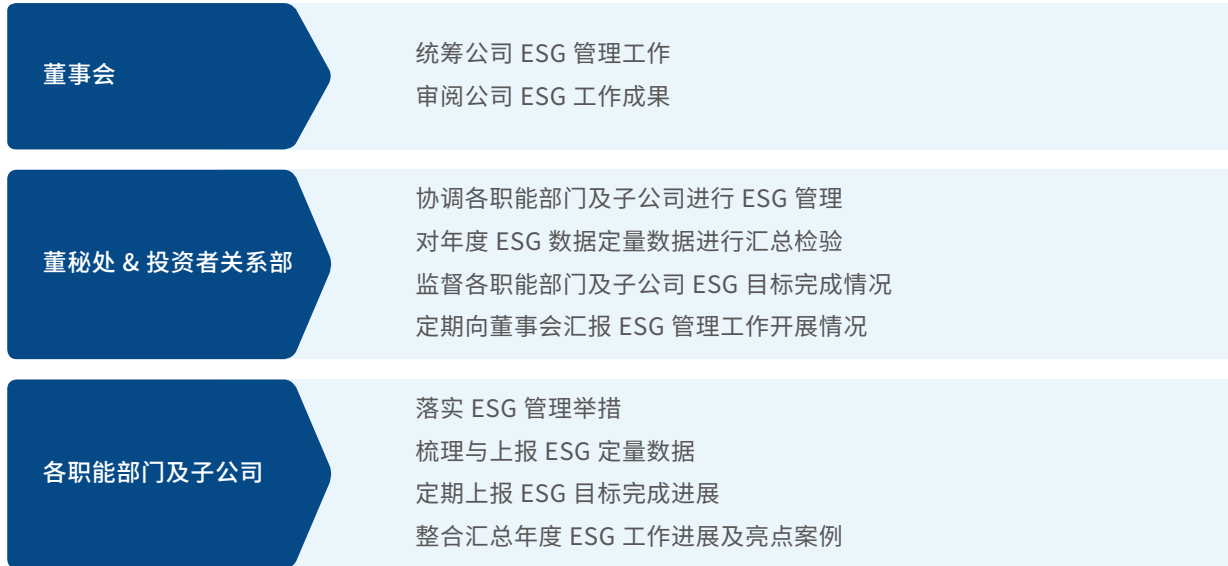 董事会
统筹公司 ESG 管理工作
审阅公司 ESG 工作成果
董秘处 & 投资者关系部
协调各职能部门及子公司进行 ESG 管理
对年度 ESG 数据定量数据进行汇总检验
监督各职能部门及子公司 ESG 目标完成情况
定期向董事会汇报 ESG 管理工作开展情况
各职能部门及子公司
落实 ESG 管理举措
梳理与上报 ESG 定量数据
定期上报 ESG 目标完成进展
整合汇总年度 ESG 工作进展及亮点案例